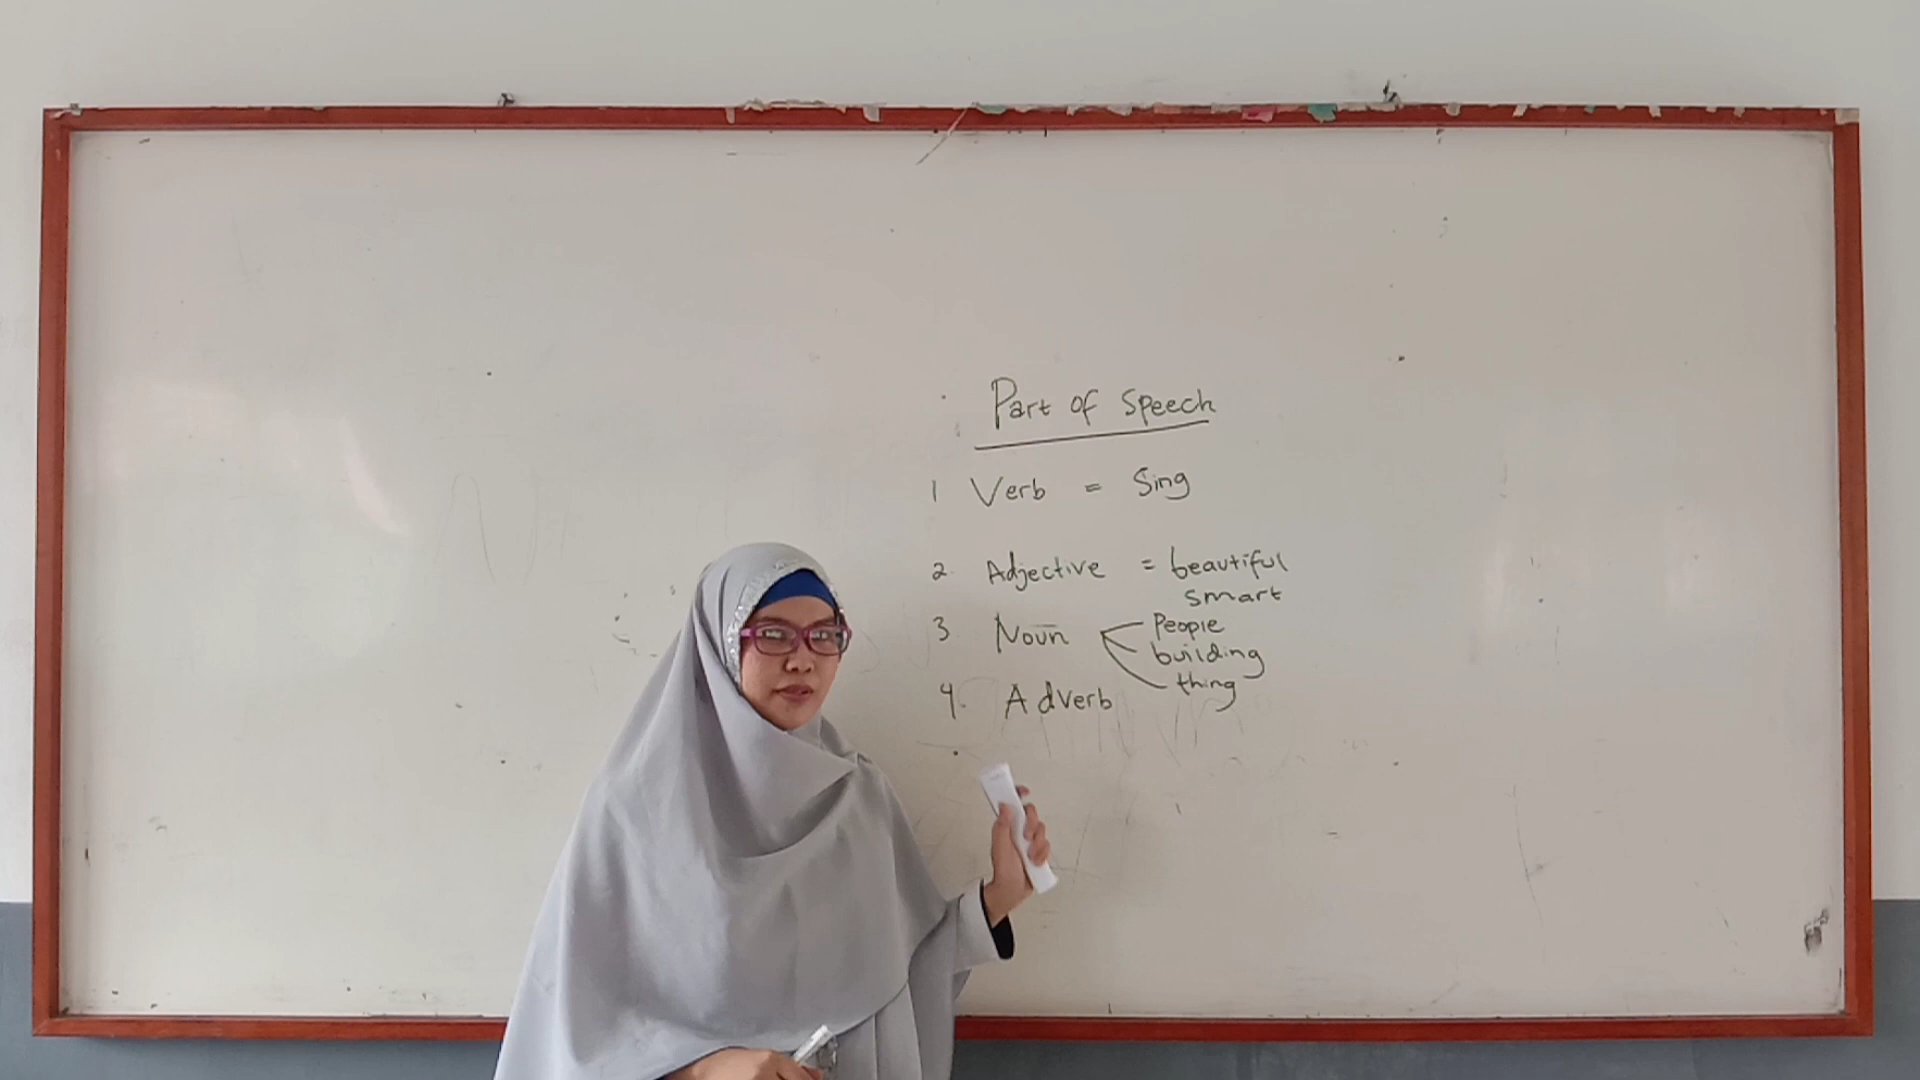 Part of Speech
1 Verb = Sing
2. Adjective = beautiful
smart
3 Noun People
building
thing
4. Adverb